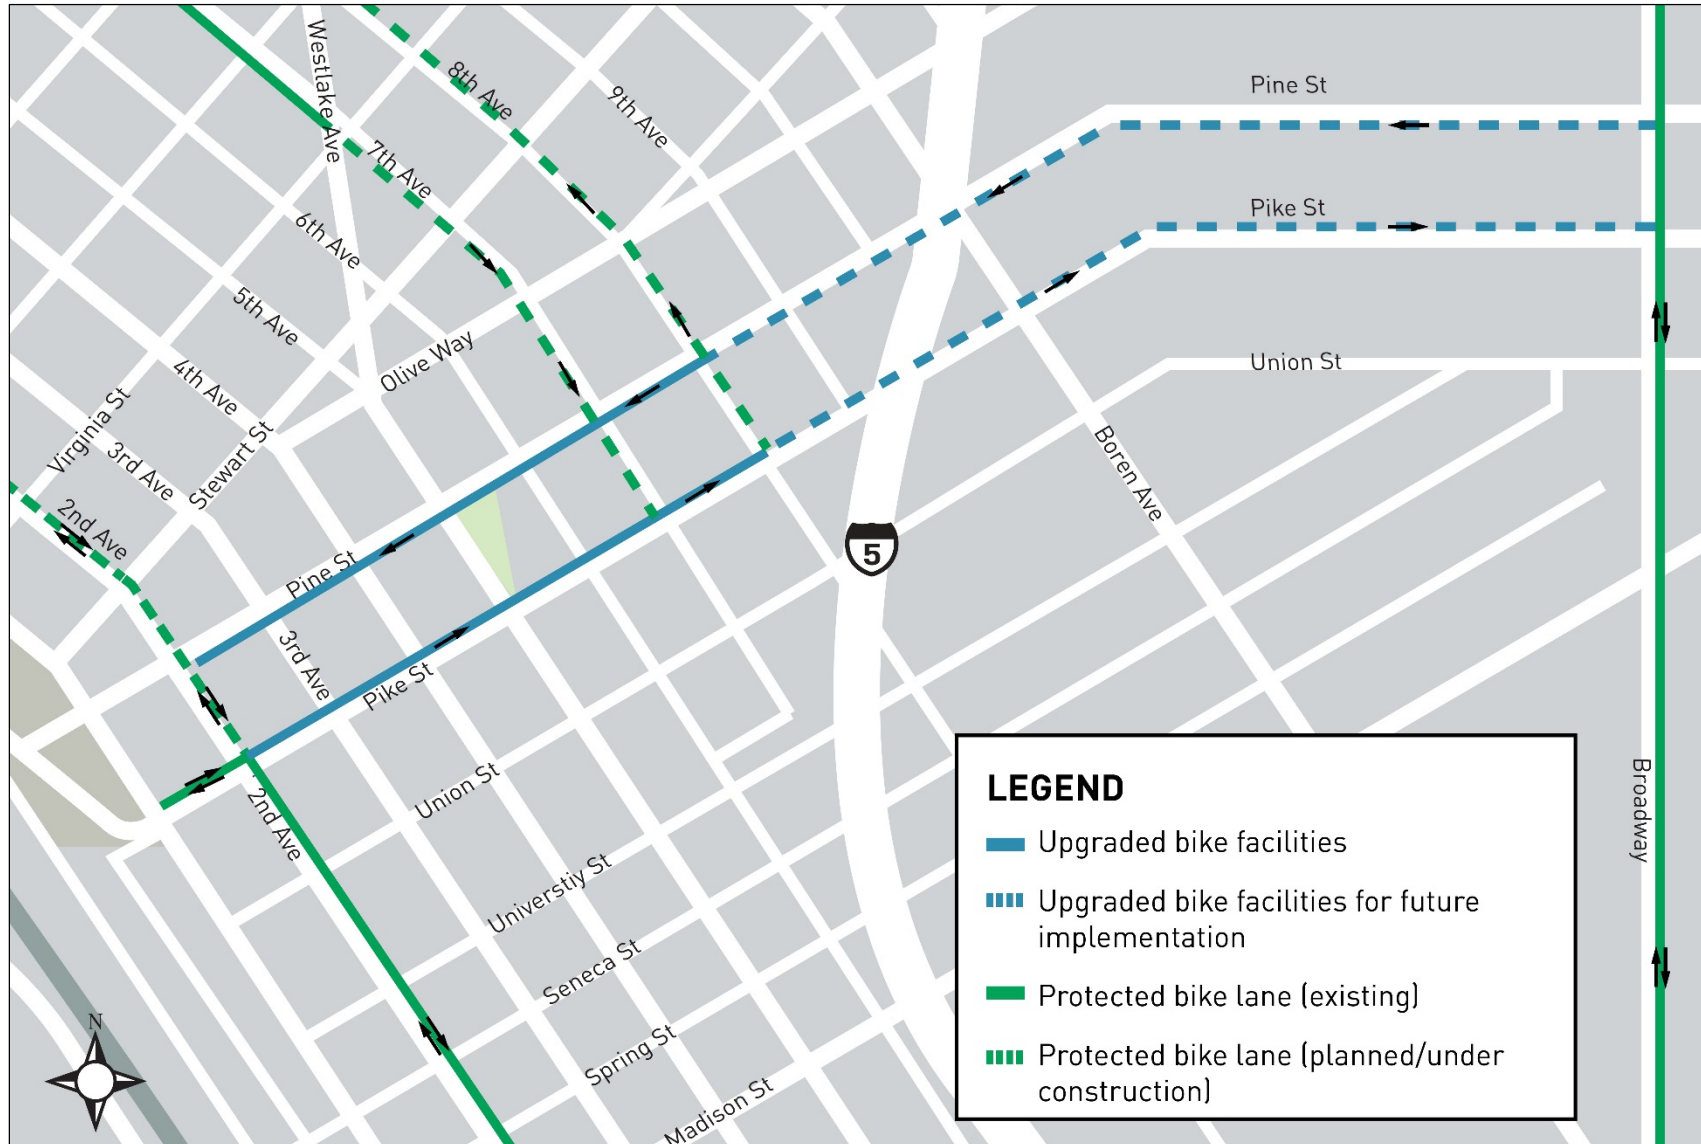 Westlake Ave
8th Ave
9th Ave
Pine St
7th Ave
Pike St
6th Ave
5th Ave
Olive Way
Union St
4th Ave
Virginia St
3rd Ave
Stewart St
Boren Ave
2nd Ave
5
Pine St
3rd Ave
Pike St
Union St
2nd Ave
Broadway
Universtiy St
Seneca St
Spring St
Madison St
N
LEGEND
Upgraded bike facilities
Upgraded bike facilities for future
implementation
Protected bike lane (existing)
Protected bike lane (planned/under
construction)